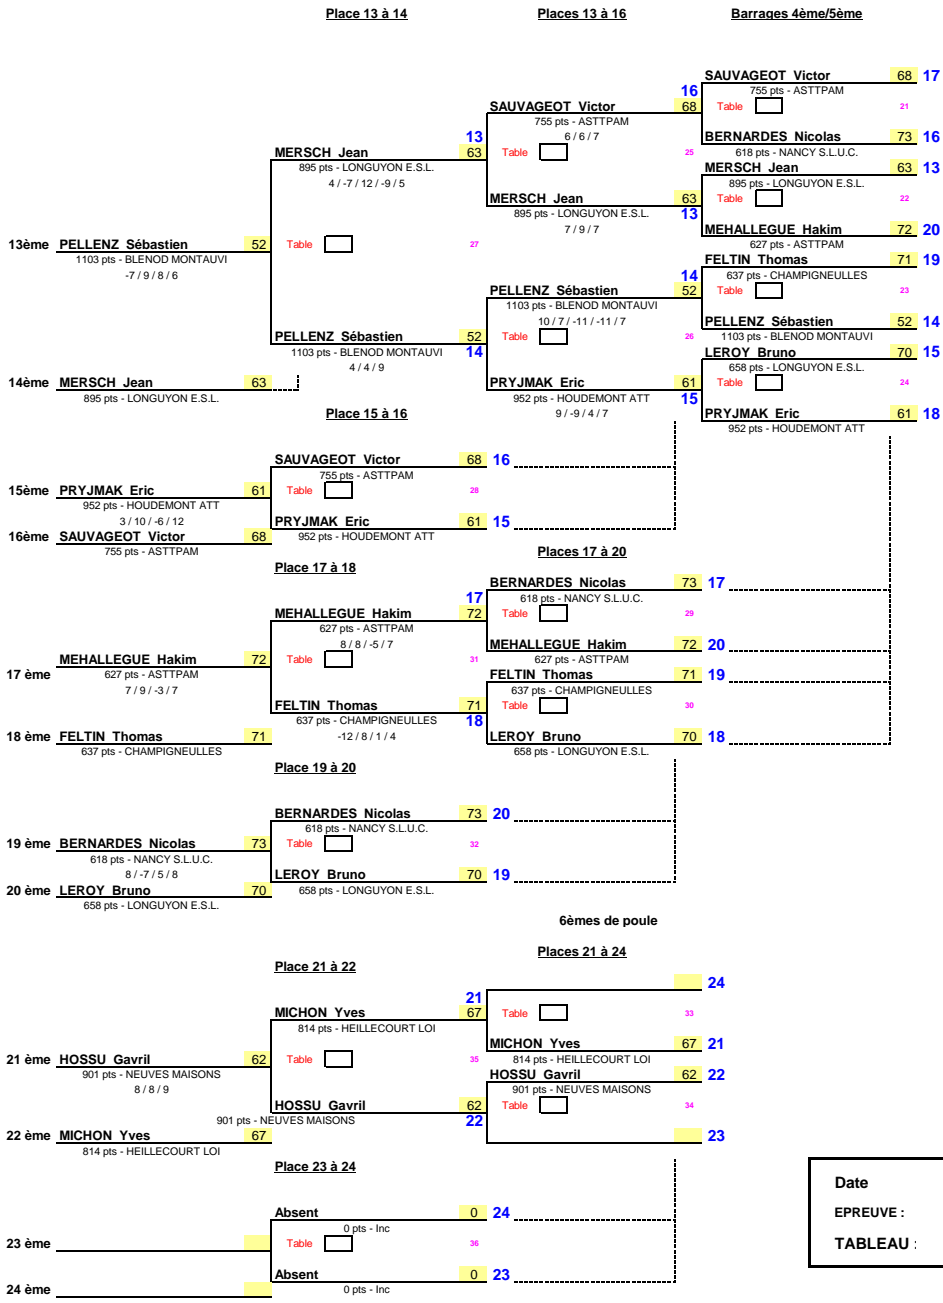 Place 13 à 14 Places 13 à 16 Barrages 4ème/5ème
SAUVAGEOT Victor 68 17
16 755 pts - ASTTPAM
SAUVAGEOT Victor 68 Table 21
755 pts - ASTTPAM
13 6 / 6 / 7 BERNARDES Nicolas 73 16
MERSCH Jean 63 Table 25 618 pts - NANCY S.L.U.C.
895 pts - LONGUYON E.S.L. MERSCH Jean 63 13
4 / -7 / 12 / -9 / 5 895 pts - LONGUYON E.S.L.
MERSCH Jean 63 Table 22
895 pts - LONGUYON E.S.L. 13
7 / 9 / 7 MEHALLEGUE Hakim 72 20
13ème PELLENZ Sébastien 52 Table 27 627 pts - ASTTPAM
1103 pts - BLENOD MONTAUVI FELTIN Thomas 71 19
-7 / 9 / 8 / 6 14 637 pts - CHAMPIGNEULLES
PELLENZ Sébastien 52 Table 23
1103 pts - BLENOD MONTAUVI
10 / 7 / -11 / -11 / 7 PELLENZ Sébastien 52 14
PELLENZ Sébastien 52 Table 26 1103 pts - BLENOD MONTAUVI
1103 pts - BLENOD MONTAUVI 14 LEROY Bruno 70 15
4 / 4 / 9 658 pts - LONGUYON E.S.L.
14ème MERSCH Jean 63 PRYJMAK Eric 61 Table 24
895 pts - LONGUYON E.S.L. 952 pts - HOUDEMONT ATT 15
Place 15 à 16 9 / -9 / 4 / 7 PRYJMAK Eric 61 18
952 pts - HOUDEMONT ATT
SAUVAGEOT Victor 68 16
755 pts - ASTTPAM
15ème PRYJMAK Eric 61 Table 28
952 pts - HOUDEMONT ATT
3 / 10 / -6 / 12 PRYJMAK Eric 61 15
16ème SAUVAGEOT Victor 68 952 pts - HOUDEMONT ATT
755 pts - ASTTPAM Places 17 à 20
Place 17 à 18
BERNARDES Nicolas 73 17
17 618 pts - NANCY S.L.U.C.
MEHALLEGUE Hakim 72 Table 29
627 pts - ASTTPAM
8 / 8 / -5 / 7 MEHALLEGUE Hakim 72 20
MEHALLEGUE Hakim 72 Table 31 627 pts - ASTTPAM
17 ème 627 pts - ASTTPAM FELTIN Thomas 71 19
7 / 9 / -3 / 7 637 pts - CHAMPIGNEULLES
FELTIN Thomas 71 Table 30
637 pts - CHAMPIGNEULLES 18
18 ème FELTIN Thomas 71 -12 / 8 / 1 / 4 LEROY Bruno 70 18
637 pts - CHAMPIGNEULLES 658 pts - LONGUYON E.S.L.
Place 19 à 20
BERNARDES Nicolas 73 20
618 pts - NANCY S.L.U.C.
19 ème BERNARDES Nicolas 73 Table 32
618 pts - NANCY S.L.U.C.
8 / -7 / 5 / 8 LEROY Bruno 70 19
20 ème LEROY Bruno 70 658 pts - LONGUYON E.S.L.
658 pts - LONGUYON E.S.L.
6èmes de poule
Places 21 à 24
Place 21 à 22
24
21
MICHON Yves 67 Table 33
814 pts - HEILLECOURT LOI
MICHON Yves 67 21
21 ème HOSSU Gavril 62 Table 35 814 pts - HEILLECOURT LOI
901 pts - NEUVES MAISONS HOSSU Gavril 62 22
8 / 8 / 9 901 pts - NEUVES MAISONS
HOSSU Gavril 62 Table 34
901 pts - NEUVES MAISONS 22
22 ème MICHON Yves 67 23
814 pts - HEILLECOURT LOI
Place 23 à 24
Date
Absent 0 24 EPREUVE :
0 pts - Inc
23 ème Table 36 TABLEAU :
Absent 0 23
24 ème 0 pts - Inc